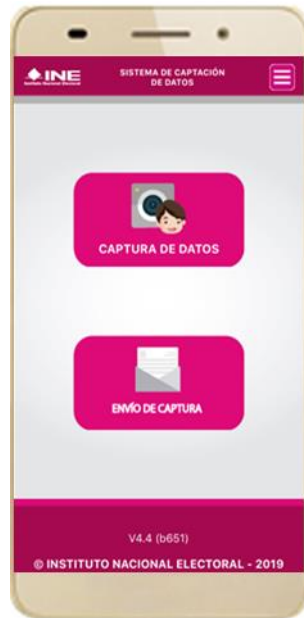 INE
Instituto Nacional Electoral
SISTEMA DE CAPTACIÓN
DE DATOS
CAPTURA DE DATOS
ENVÍO DE CAPTURA
V4.4 (b651)
© INSTITUTO NACIONAL ELECTORAL - 2019